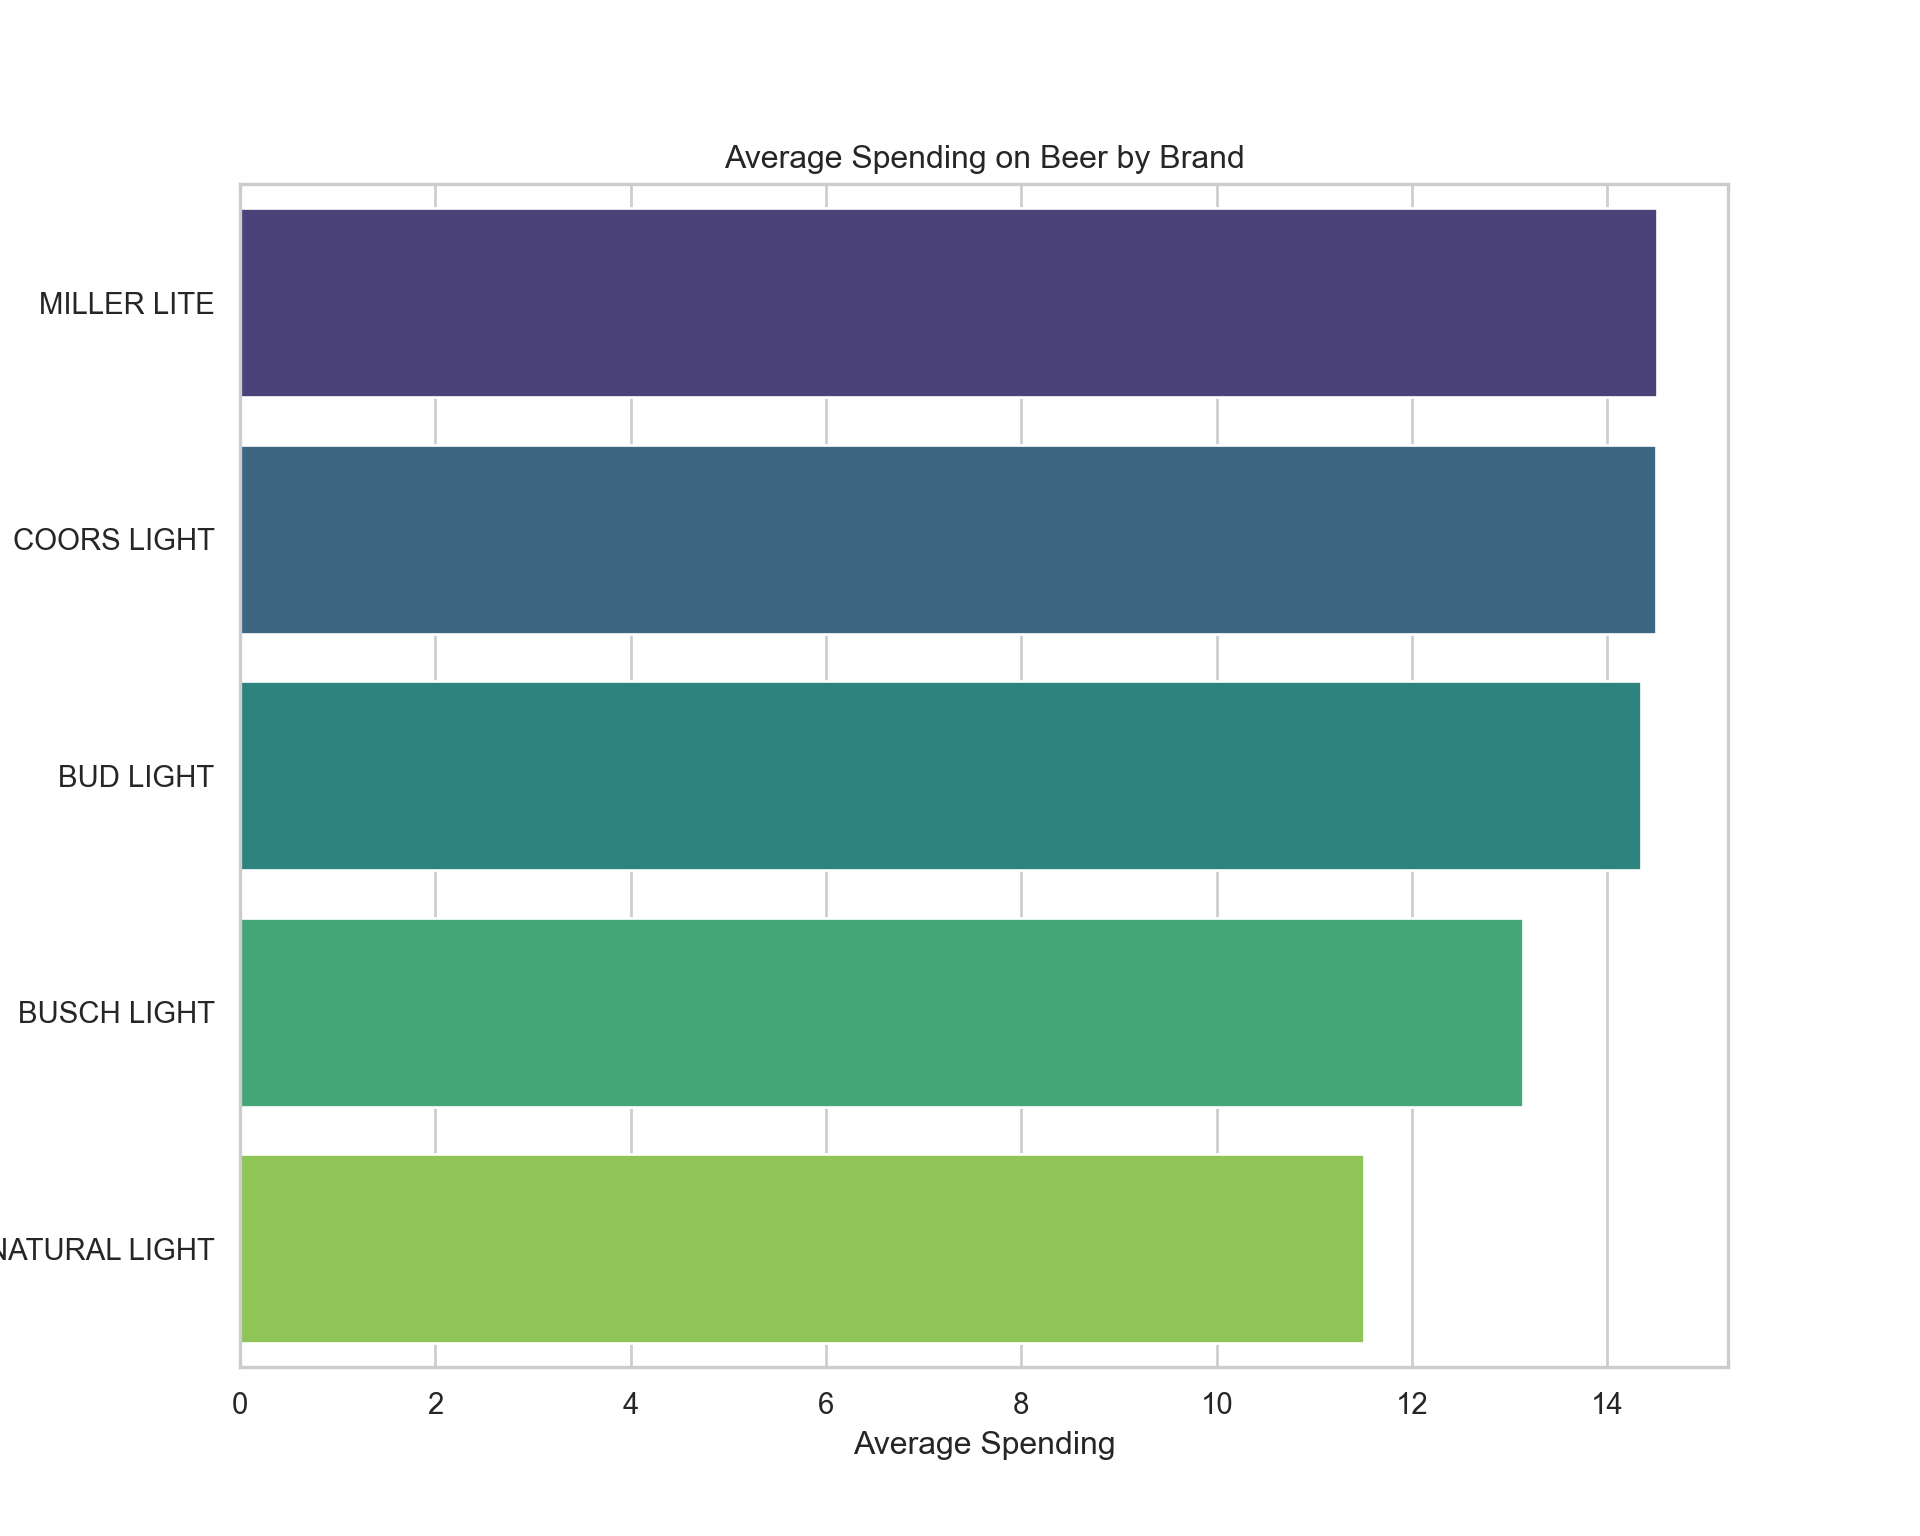 Average Spending on Beer by Brand
MILLER LITE
COORS LIGHT
BUD LIGHT
BUSCH LIGHT
NATURAL LIGHT
0 2 4 6 8 10 12 14
Average Spending